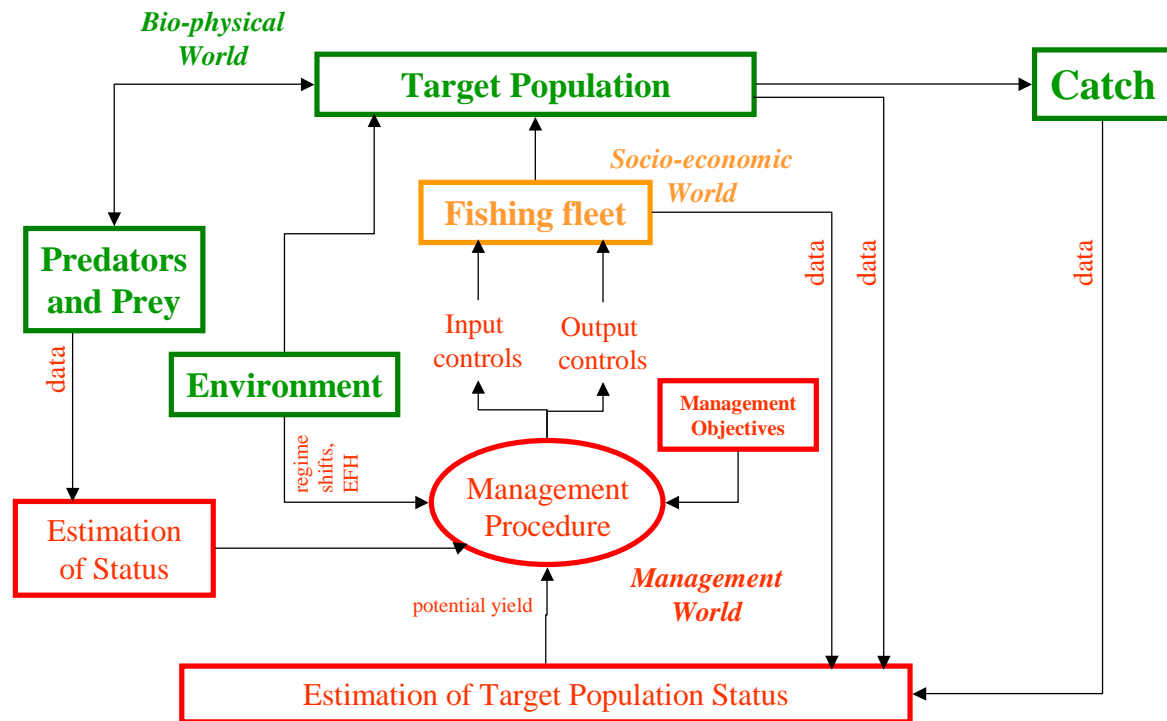 Bio-physical
World
Target Population
Catch
Socio-economic
World
Fishing fleet
Predators
and Prey
data
data
data
data
Input
controls
Output
controls
Environment
Management
Objectives
regime
shifts,
EFH
Management
Procedure
Estimation
of Status
potential yield
Management
World
Estimation of Target Population Status